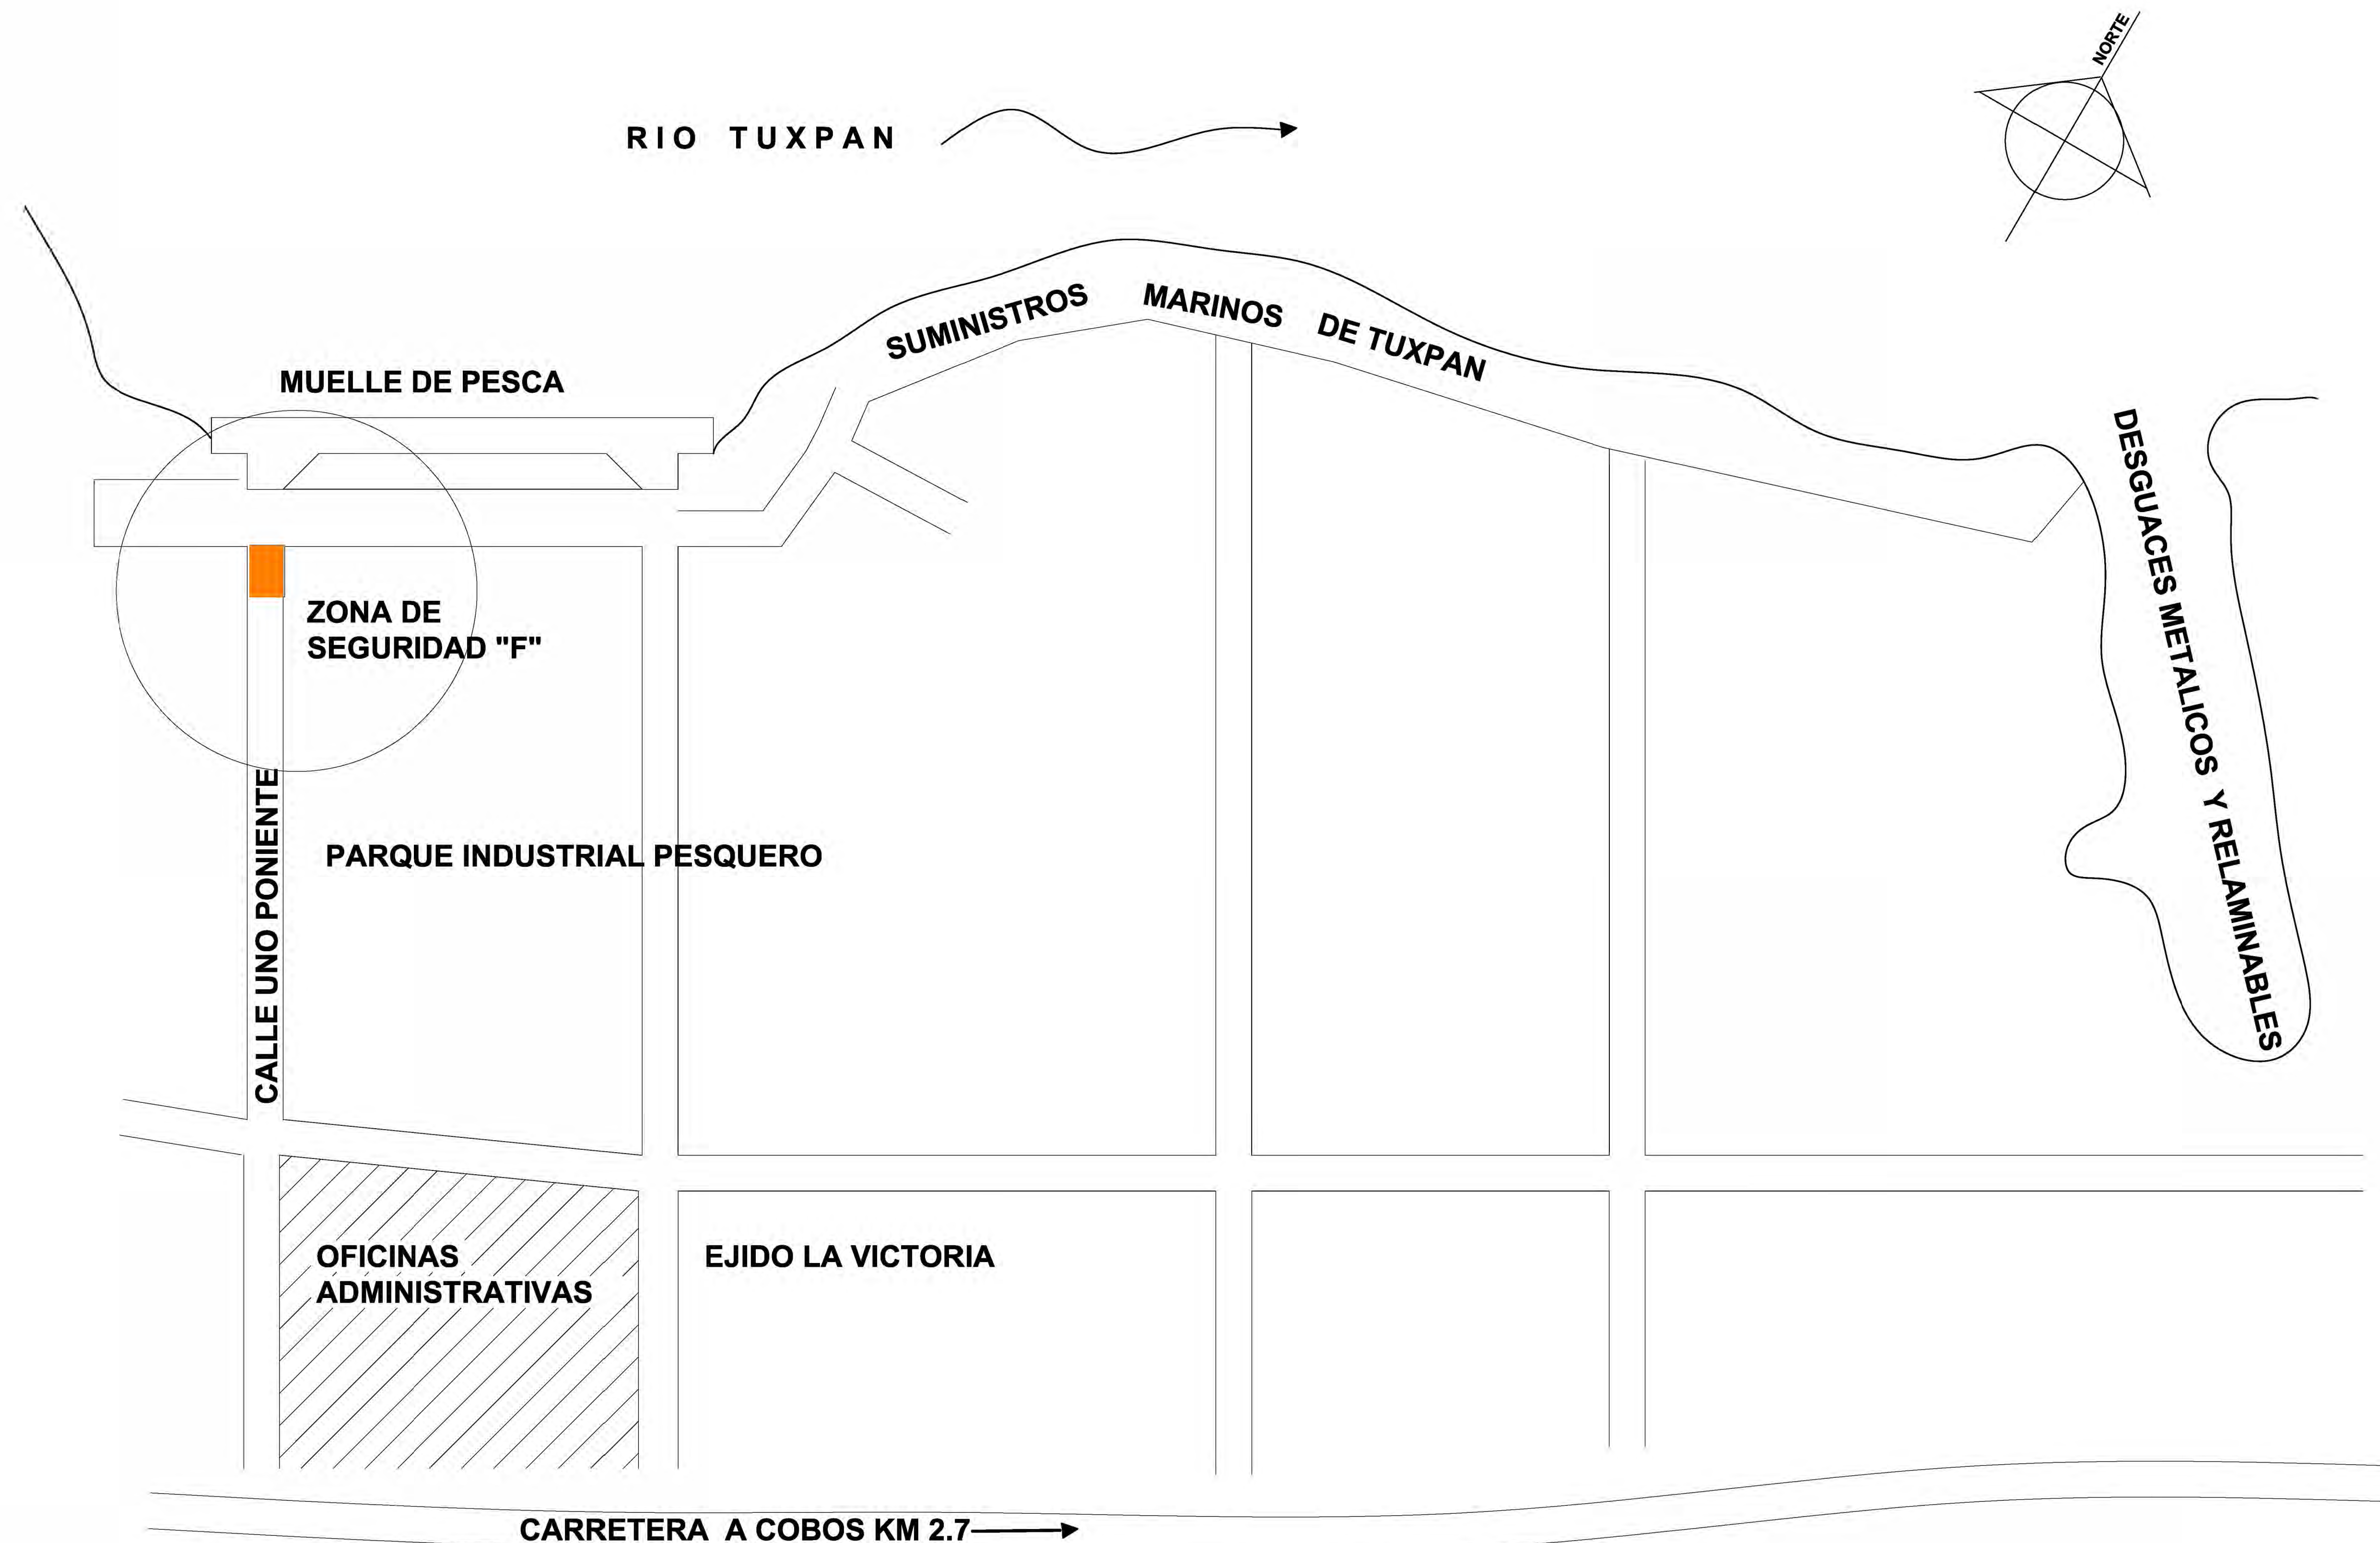 NORTE
RIO TUXPAN
SUMINISTROS MARINOS DE TUXPAN
MUELLE DE PESCA
DESGUACES METALICOS Y RELAMINABLES
ZONA DE
SEGURIDAD "F"
CALLE UNO PONIENTE
PARQUE INDUSTRIAL PESQUERO
OFICINAS
ADMINISTRATIVAS
EJIDO LA VICTORIA
CARRETERA A COBOS KM 2.7